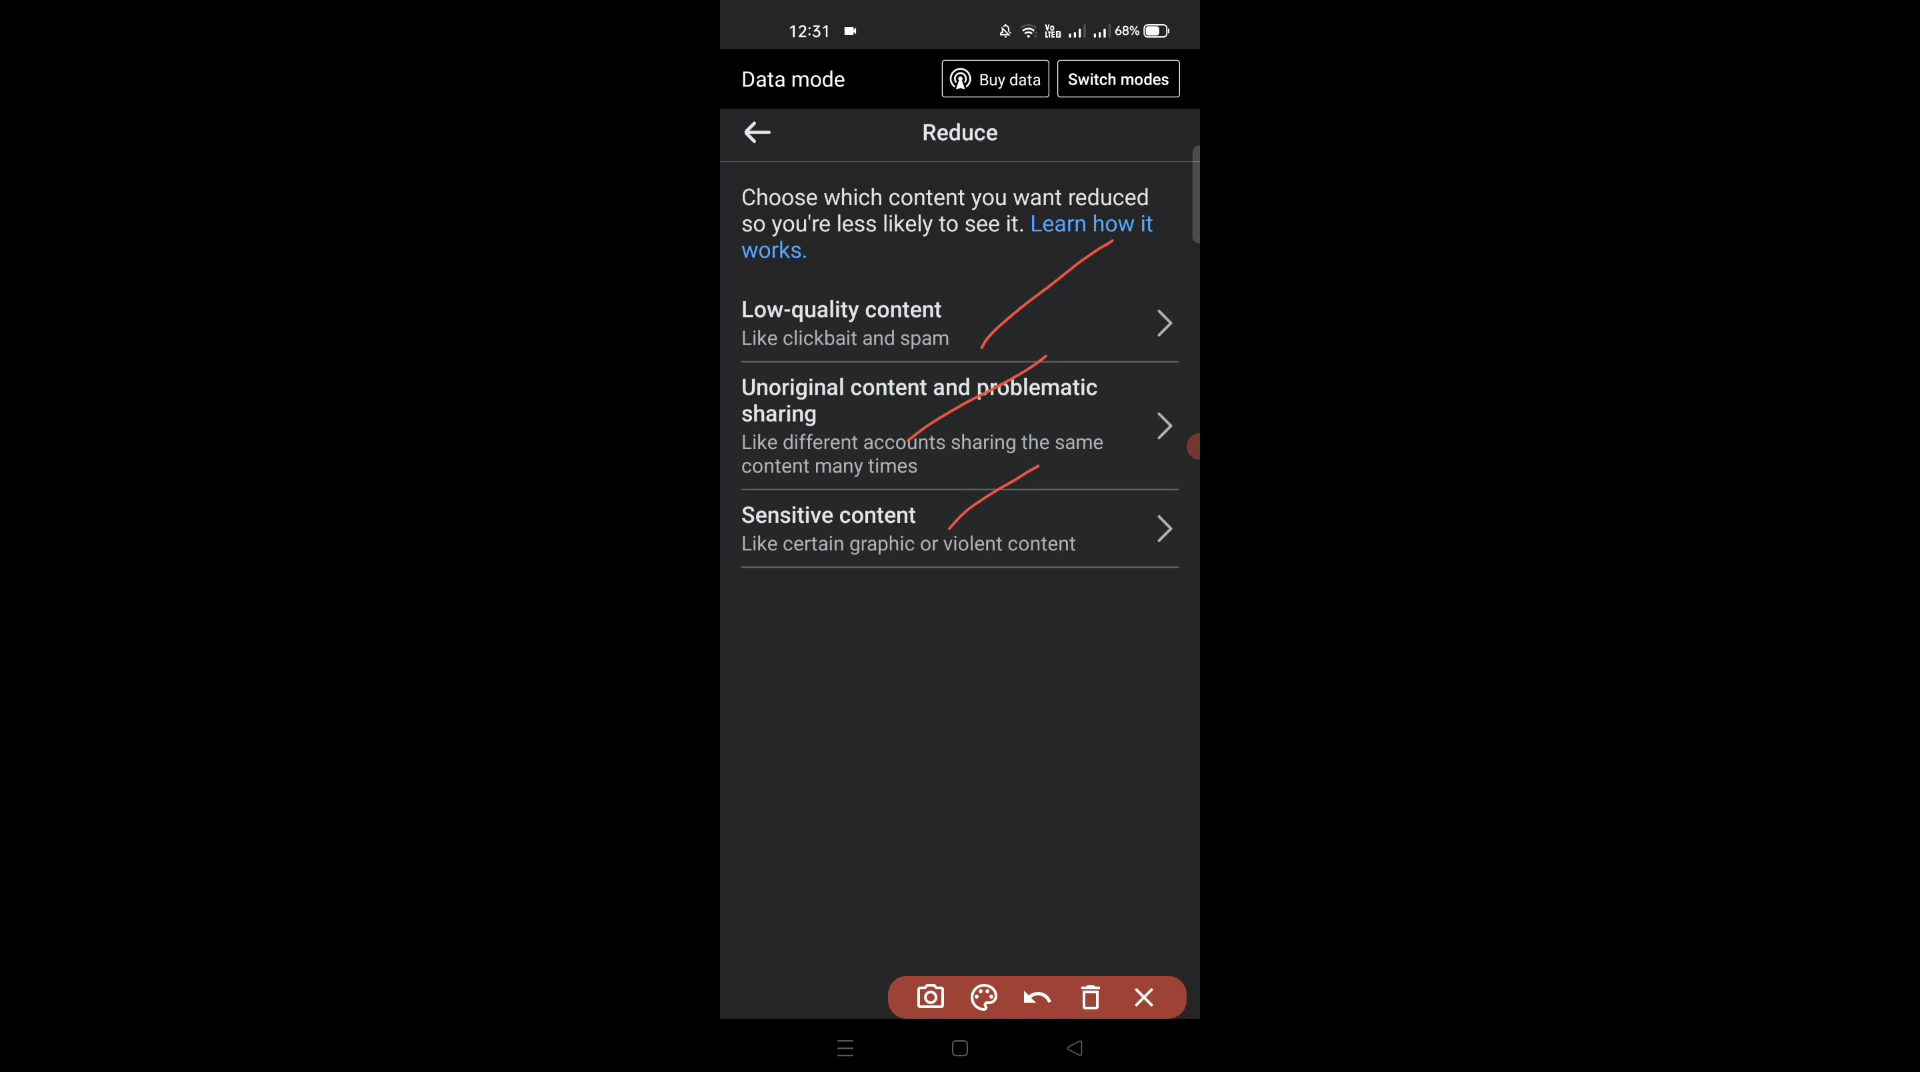 12:31 68%
Data mode Buy data Switch modes
Reduce
Choose which content you want reduced
so you're less likely to see it. Learn how it
works.
Low-quality content
Like clickbait and spam
Unoriginal content and problematic
sharing
Like different accounts sharing the same
content many times
Sensitive content
Like certain graphic or violent content